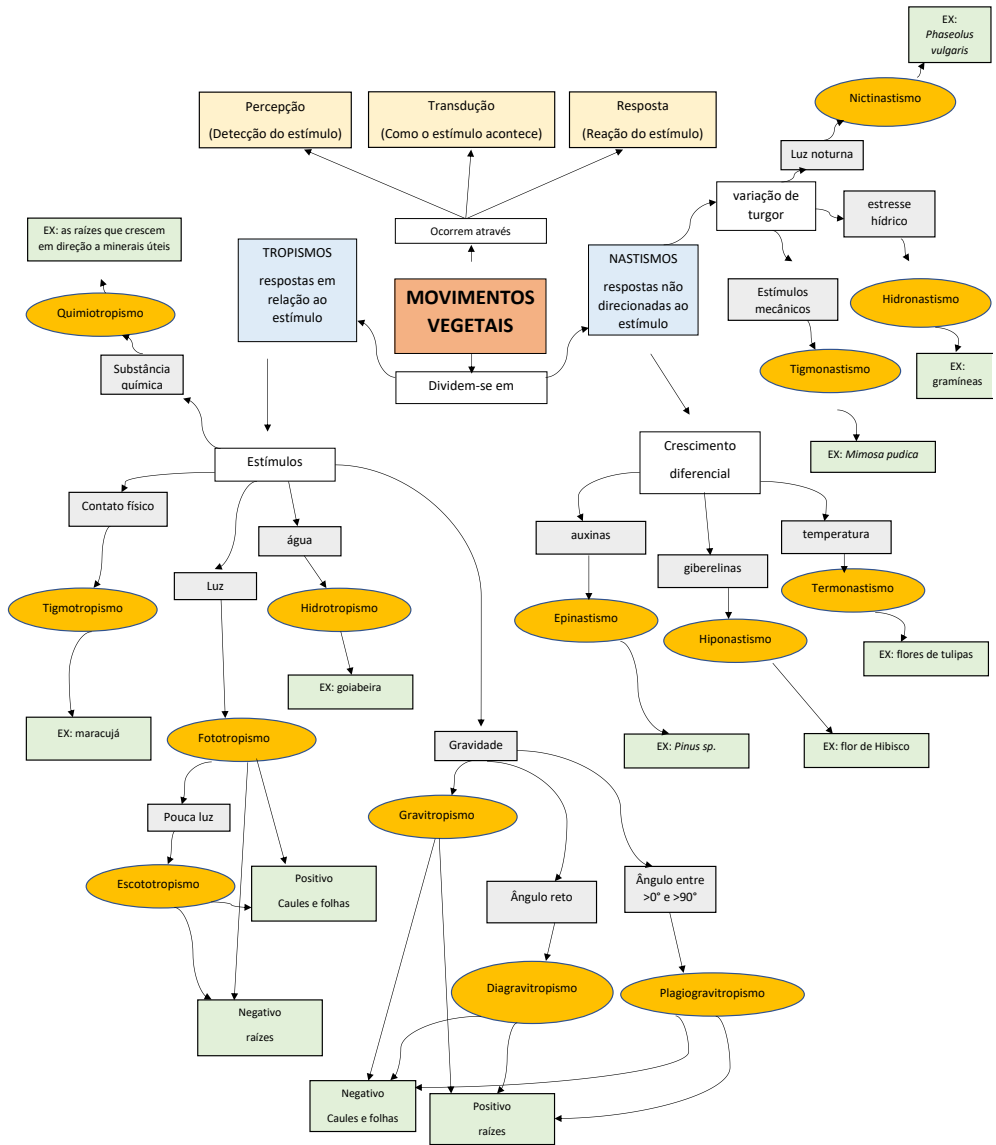 EX:
Phaseolus
vulgaris
Nictinastismo
Percepção
(Detecção do estímulo)
Transdução
(Como o estímulo acontece)
Resposta
(Reação do estímulo)
Luz noturna
variação de
turgor
estresse
hídrico
EX: as raízes que crescem
em direção a minerais úteis
Ocorrem através
TROPISMOS
respostas em
relação ao
estímulo
MOVIMENTOS
VEGETAIS
NASTISMOS
respostas não
direcionadas ao
estímulo
Estímulos
mecânicos
Hidronastismo
Quimiotropismo
Substância
química
Dividem-se em
Tigmonastismo
EX:
gramíneas
Estímulos
Crescimento
diferencial
EX: Mimosa pudica
Contato físico
água
Luz
auxinas
giberelinas
temperatura
Tigmotropismo
Hidrotropismo
Epinastismo
Hiponastismo
Termonastismo
EX: goiabeira
EX: flores de tulipas
EX: maracujá
Fototropismo
Gravidade
EX: Pinus sp.
EX: flor de Hibisco
Pouca luz
Gravitropismo
Escototropismo
Positivo
Caules e folhas
Ângulo reto
Ângulo entre
>0° e >90°
Negativo
raízes
Diagravitropismo
Plagiogravitropismo
Negativo
Caules e folhas
Positivo
raízes